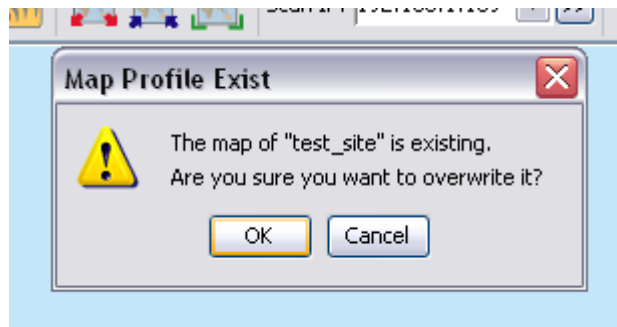 Map Profile Exist
The map of "test_site" is existing.
Are you sure you want to overwrite it?
OK
Cancel